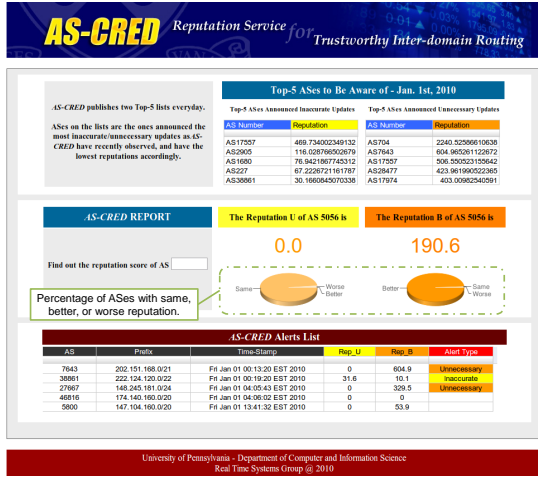 AS-CRED Reputation Service for Trustworthy Inter-domain Routing
AS-CRED publishes two Top-5 lists everyday.
ASes on the lists are the ones announced the
most inaccurate/unnecessary updates as AS-
CRED have recently observed, and have the
lowest reputations accordingly.
Top-5 ASes to Be Aware of - Jan. 1st, 2010
Top-5 ASes Announced Inaccurate Updates
AS Number Reputation
AS17557 469.734002349132
AS2905 116.028766502679
AS1680 76.9421867745312
AS227 67.2226721161787
AS38861 30.1660845070338
Top-5 ASes Announced Unnecessary Updates
AS Number Reputation
AS704 2240.52586610638
AS7643 604.965261122672
AS17557 506.550523155642
AS28477 423.961990522365
AS17974 403.00982540591
AS-CRED REPORT
Find out the reputation score of AS
The Reputation U of AS 5056 is
0.0
Same Worse
Better
The Reputation B of AS 5056 is
190.6
Better Same
Worse
Percentage of ASes with same,
better, or worse reputation.
AS-CRED Alerts List
AS Prefix Time-Stamp Rep_U Rep_B Alert Type
7643 202.151.168.0/21 Fri Jan 01 00:13:20 EST 2010 0 604.9 Unnecessary
38861 222.124.120.0/22 Fri Jan 01 00:19:20 EST 2010 31.6 10.1 Inaccurate
27667 148.245.181.0/24 Fri Jan 01 04:05:43 EST 2010 0 329.5 Unnecessary
46816 174.140.160.0/20 Fri Jan 01 04:06:02 EST 2010 0 0
5800 147.104.160.0/20 Fri Jan 01 13:41:32 EST 2010 0 53.9
University of Pennsylvania - Department of Computer and Information Science
Real Time Systems Group @ 2010